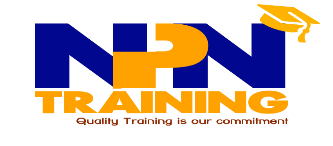 NPN
TRAINING
Quality Training is our commitment